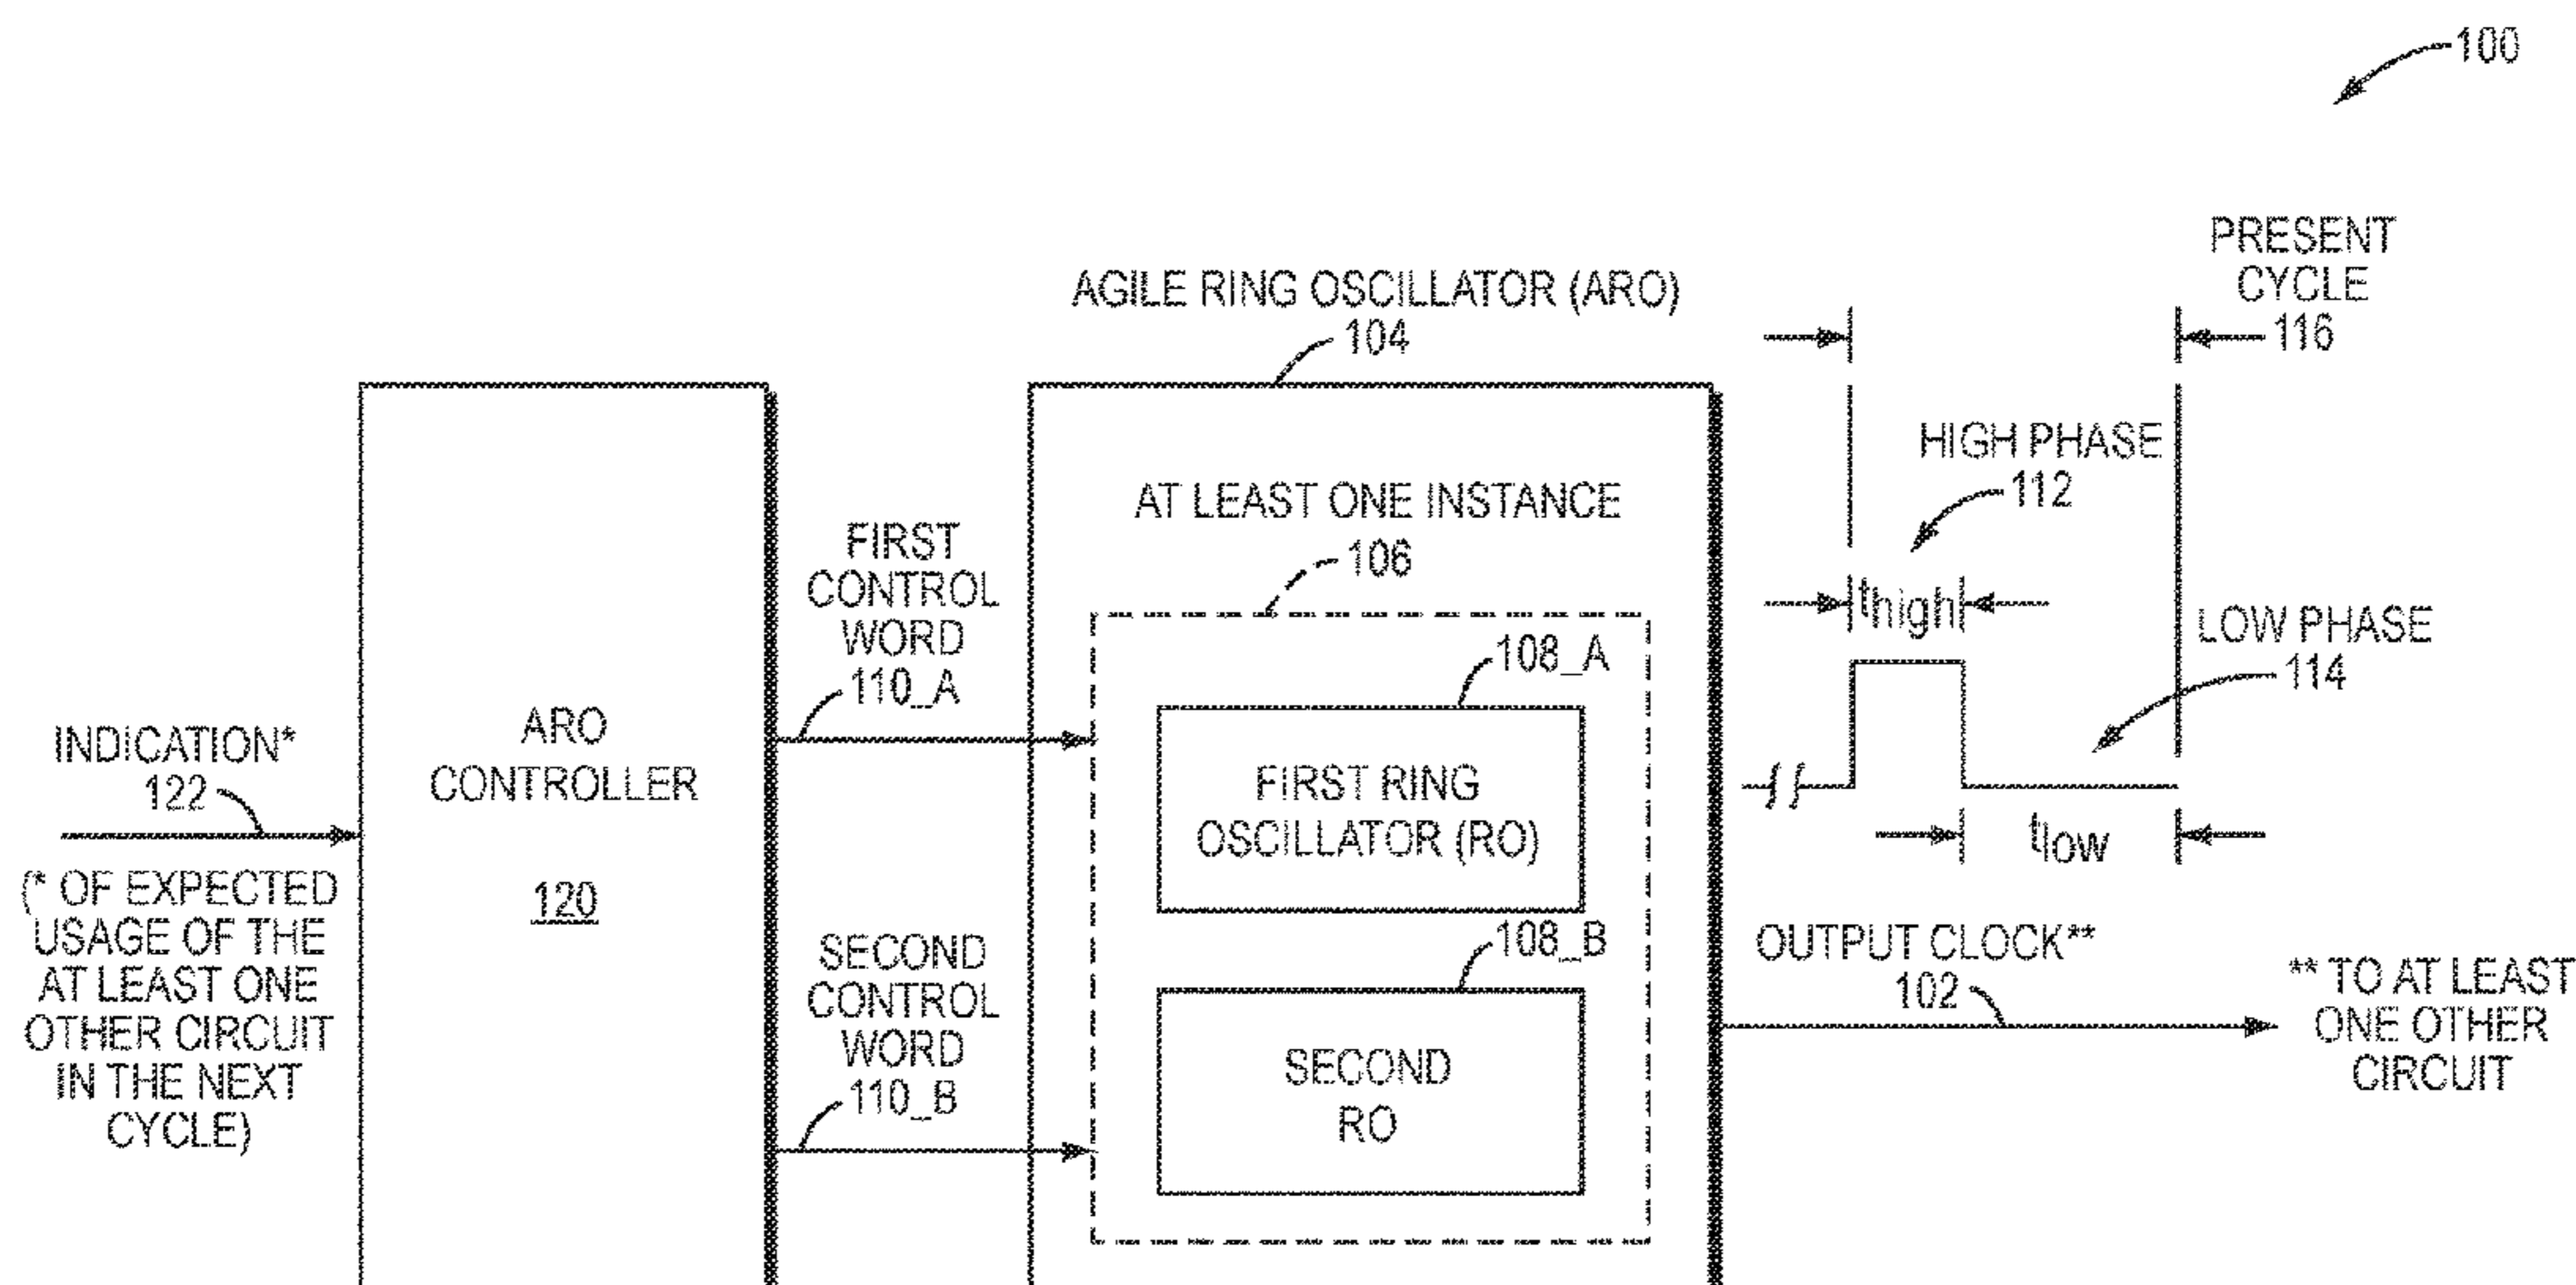 100
PRESENT
CYCLE
116
AGILE RING OSCILLATOR (ARO)
104
HIGH PHASE
112
AT LEAST ONE INSTANCE
106
FIRST
CONTROL
WORD
110_A
thigh
LOW PHASE
114
108_A
INDICATION*
122
ARO
CONTROLLER
120
FIRST RING
OSCILLATOR (RO)
tlow
(* OF EXPECTED
USAGE OF THE
AT LEAST ONE
OTHER CIRCUIT
IN THE NEXT
CYCLE)
SECOND
CONTROL
WORD
110_B
108_B
SECOND
RO
OUTPUT CLOCK**
102
** TO AT LEAST
ONE OTHER
CIRCUIT